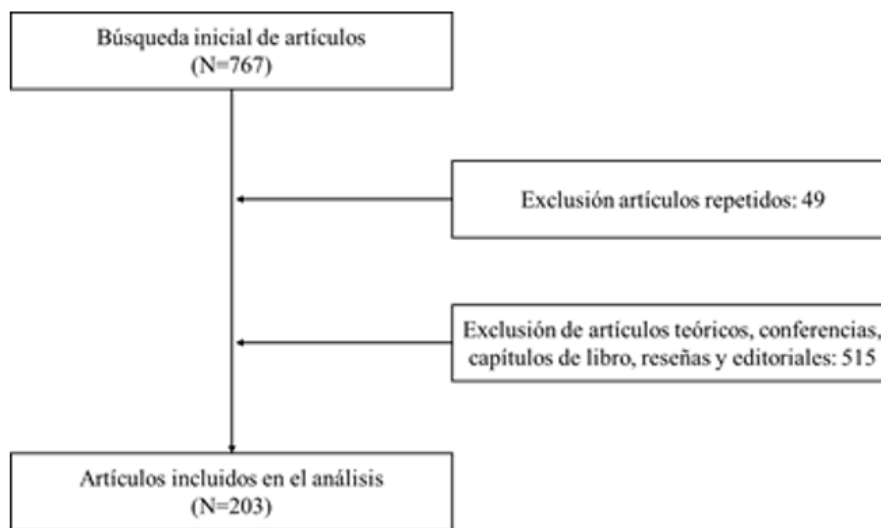 Búsqueda inicial de artículos
(N=767)
Exclusión artículos repetidos: 49
Exclusión de artículos teóricos, conferencias,
capítulos de libro, reseñas y editoriales: 515
Artículos incluidos en el análisis
(N=203)